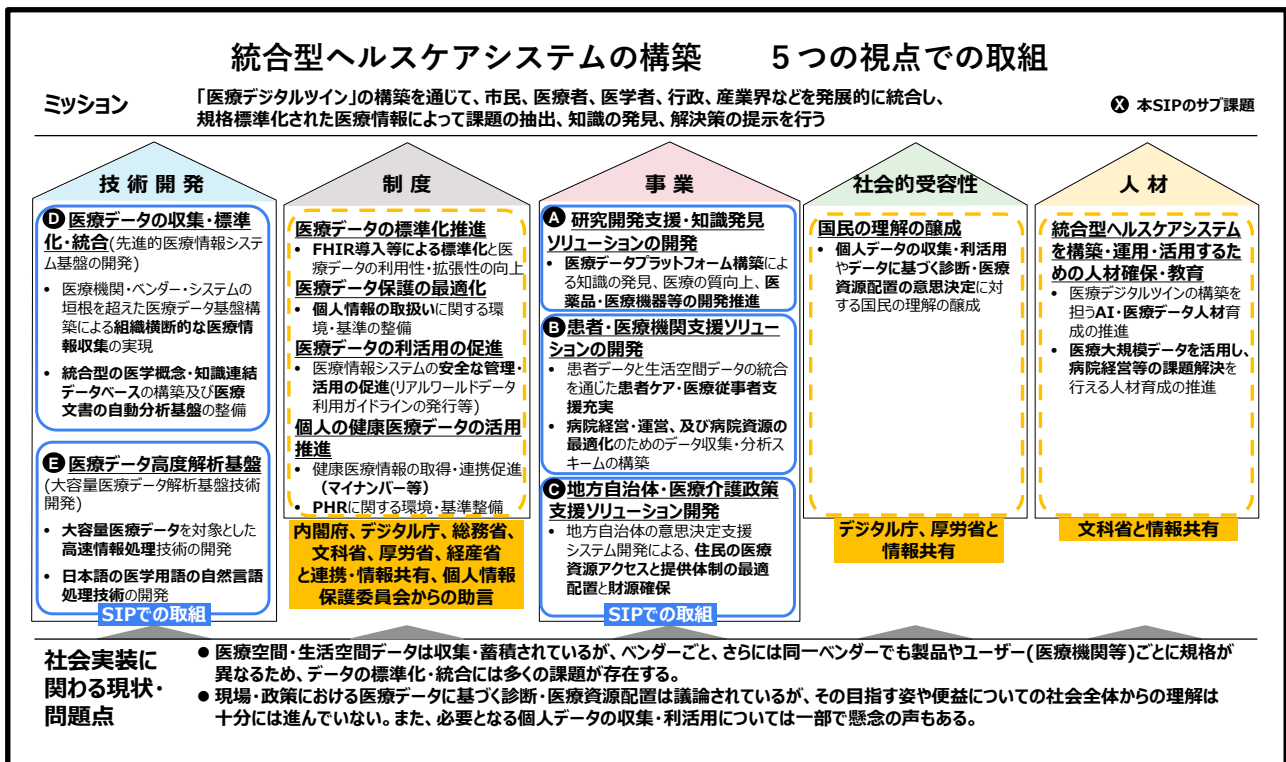 統合型ヘルスケアシステムの構築　　５つの視点での取組
ミッション
「医療デジタルツイン」の構築を通じて、市民、医療者、医学者、行政、産業界などを発展的に統合し、
規格標準化された医療情報によって課題の抽出、知識の発見、解決策の提示を行う
X 本SIPのサブ課題
技 術 開 発
D 医療データの収集・標準
化・統合(先進的医療情報システ
ム基盤の開発)
• 医療機関・ベンダー・システムの
垣根を超えた医療データ基盤構
築による組織横断的な医療情
報収集の実現
• 統合型の医学概念・知識連結
データベースの構築及び医療
文書の自動分析基盤の整備
E 医療データ高度解析基盤
(大容量医療データ解析基盤技術
開発)
• 大容量医療データを対象とした
高速情報処理技術の開発
• 日本語の医学用語の自然言語
処理技術の開発
SIPでの取組
制 度
医療データの標準化推進
• FHIR導入等による標準化と医
療データの利用性・拡張性の向上
医療データ保護の最適化
• 個人情報の取扱いに関する環
境・基準の整備
医療データの利活用の促進
• 医療情報システムの安全な管理・
活用の促進(リアルワールドデータ
利用ガイドラインの発行等)
個人の健康医療データの活用
推進
• 健康医療情報の取得・連携促進
(マイナンバー等)
• PHRに関する環境・基準整備
内閣府、デジタル庁、総務省、
文科省、厚労省、経産省
と連携・情報共有、個人情報
保護委員会からの助言
事 業
A 研究開発支援・知識発見
ソリューションの開発
• 医療データプラットフォーム構築によ
る知識の発見、医療の質向上、医
薬品・医療機器等の開発推進
B 患者・医療機関支援ソリュー
ションの開発
• 患者データと生活空間データの統合
を通じた患者ケア・医療従事者支
援充実
• 病院経営・運営、及び病院資源の
最適化のためのデータ収集・分析ス
キームの構築
C 地方自治体・医療介護政策
支援ソリューション開発
• 地方自治体の意思決定支援
システム開発による、住民の医療
資源アクセスと提供体制の最適
配置と財源確保
SIPでの取組
社会的受容性
国民の理解の醸成
• 個人データの収集・利活用
やデータに基づく診断・医療
資源配置の意思決定に対
する国民の理解の醸成
デジタル庁、厚労省と
情報共有
人 材
統合型ヘルスケアシステム
を構築・運用・活用するた
めの人材確保・教育
• 医療デジタルツインの構築を
担うAI・医療データ人材育
成の推進
• 医療大規模データを活用し、
病院経営等の課題解決を
行える人材育成の推進
文科省と情報共有
社会実装に
関わる現状・
問題点
● 医療空間・生活空間データは収集・蓄積されているが、ベンダーごと、さらには同一ベンダーでも製品やユーザー(医療機関等)ごとに規格が
異なるため、データの標準化・統合には多くの課題が存在する。
● 現場・政策における医療データに基づく診断・医療資源配置は議論されているが、その目指す姿や便益についての社会全体からの理解は
十分には進んでいない。また、必要となる個人データの収集・利活用については一部で懸念の声もある。